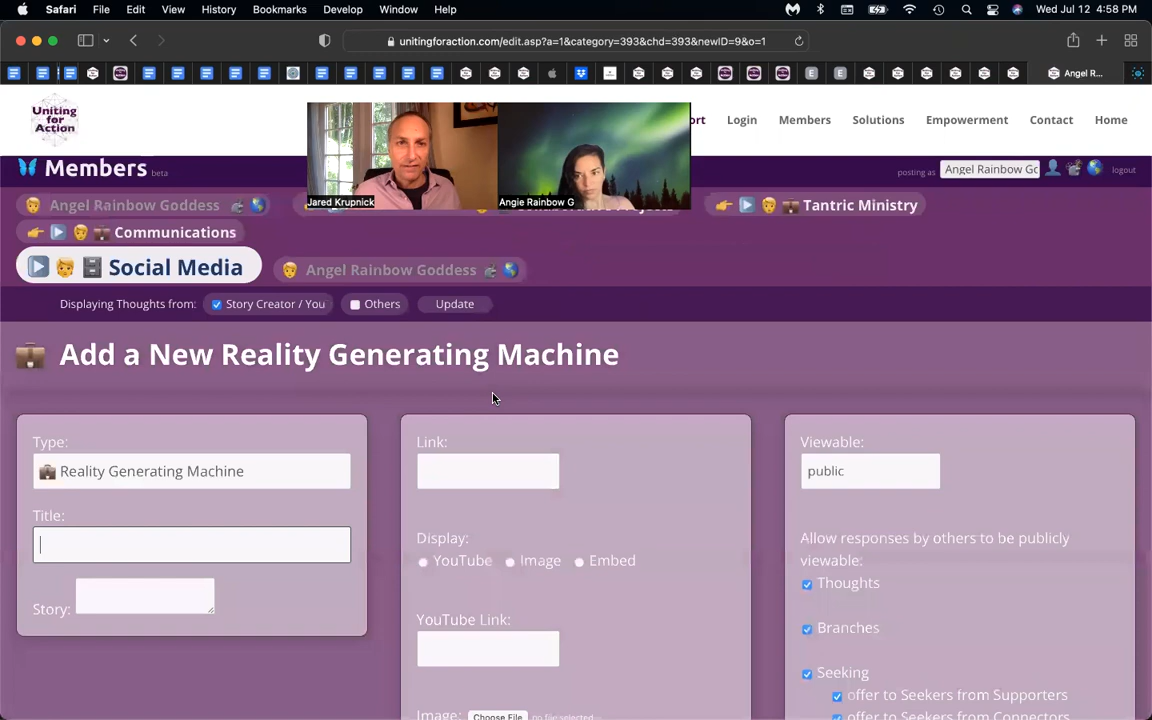 Safari File Edit View History Bookmarks Develop Window Help Wed Jul 12 4:58 PM
unitingforaction.com/edit.asp?a=1&category=393&chd=393&newID=9&o=1
Angel R...
Uniting
for
Action
ort Login Members Solutions Empowerment Contact Home
Jared Krupnick Angie Rainbow G
Members beta
posting as Angel Rainbow Gc logout
Angel Rainbow Goddess
Tantric Ministry
Communications
Social Media Angel Rainbow Goddess
Displaying Thoughts from: Story Creator / You Others Update
Add a New Reality Generating Machine
Type:
Reality Generating Machine
Title:
Story:
Link:
Display:
YouTube Image Embed
YouTube Link:
Image: Choose File no file selected
Viewable:
public
Allow responses by others to be publicly
viewable:
Thoughts
Branches
Seeking
offer to Seekers from Supporters
offer to Seekers from Connectors